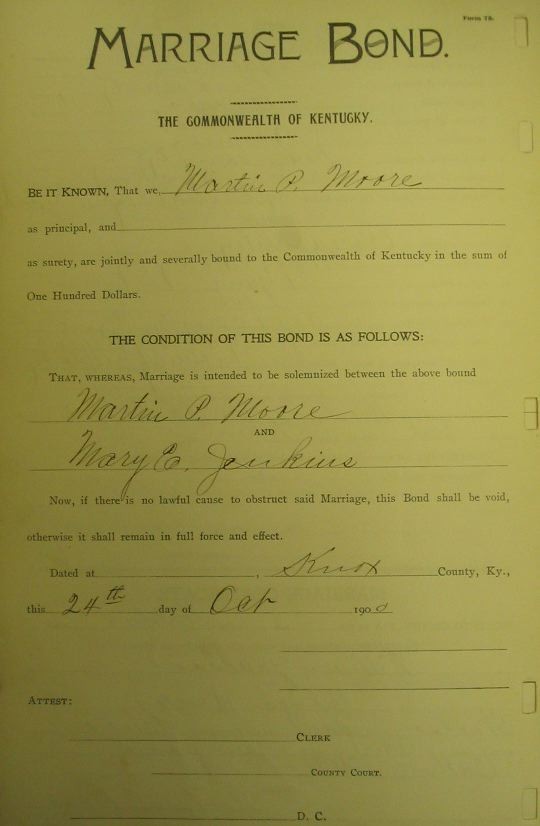 Form 78.
MARRIAGE BOND.
THE COMMONWEALTH OF KENTUCKY.
BE IT KNOWN, That we, Martin P. Moore
as principal, and
as surety, are jointly and severally bound to the Commonwealth of Kentucky in the sum of
One Hundred Dollars.
THE CONDITION OF THIS BOND IS AS FOLLOWS:
THAT, WHEREAS, Marriage is intended to be solemnized between the above bound
Martin P. Moore
AND
Mary E. Jenkins
Now, if there is no lawful cause to obstruct said Marriage, this Bond shall be void,
otherwise it shall remain in full force and effect.
Dated at , Knox County, Ky.,
this 24th day of Oct 1900
ATTEST:
CLERK
COUNTY COURT.
D. C.